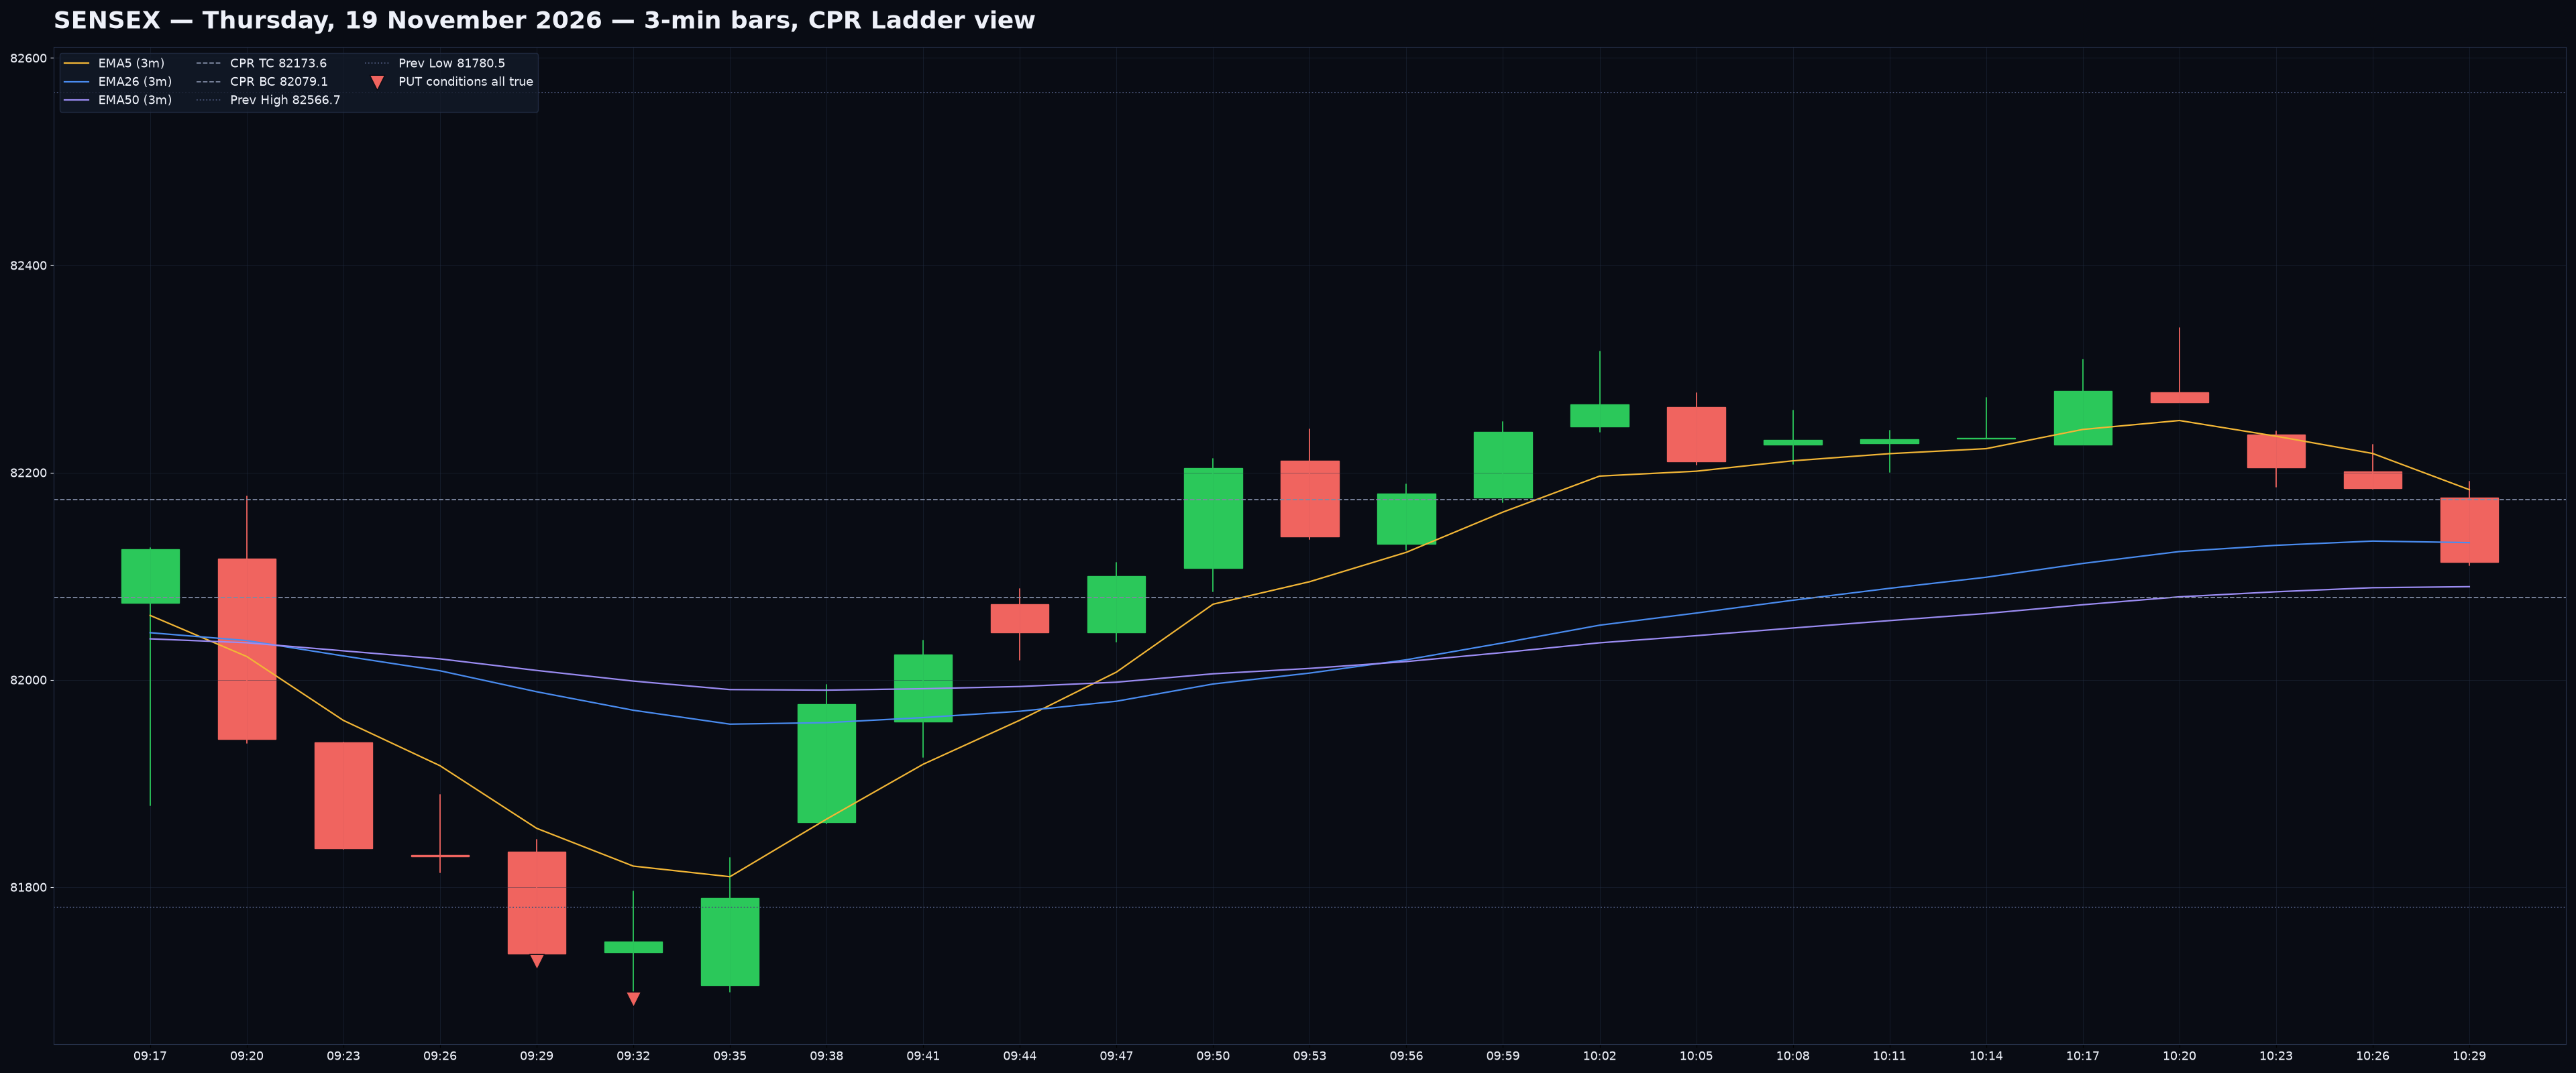 SENSEX — Thursday, 19 November 2026 — 3-min bars, CPR Ladder view
EMA5 (3m)
EMA26 (3m)
EMA50 (3m)
CPR TC 82173.6
CPR BC 82079.1
Prev High 82566.7
Prev Low 81780.5
PUT conditions all true
82600
82400
82200
82000
81800
09:17 09:20 09:23 09:26 09:29 09:32 09:35 09:38 09:41 09:44 09:47 09:50 09:53 09:56 09:59 10:02 10:05 10:08 10:11 10:14 10:17 10:20 10:23 10:26 10:29